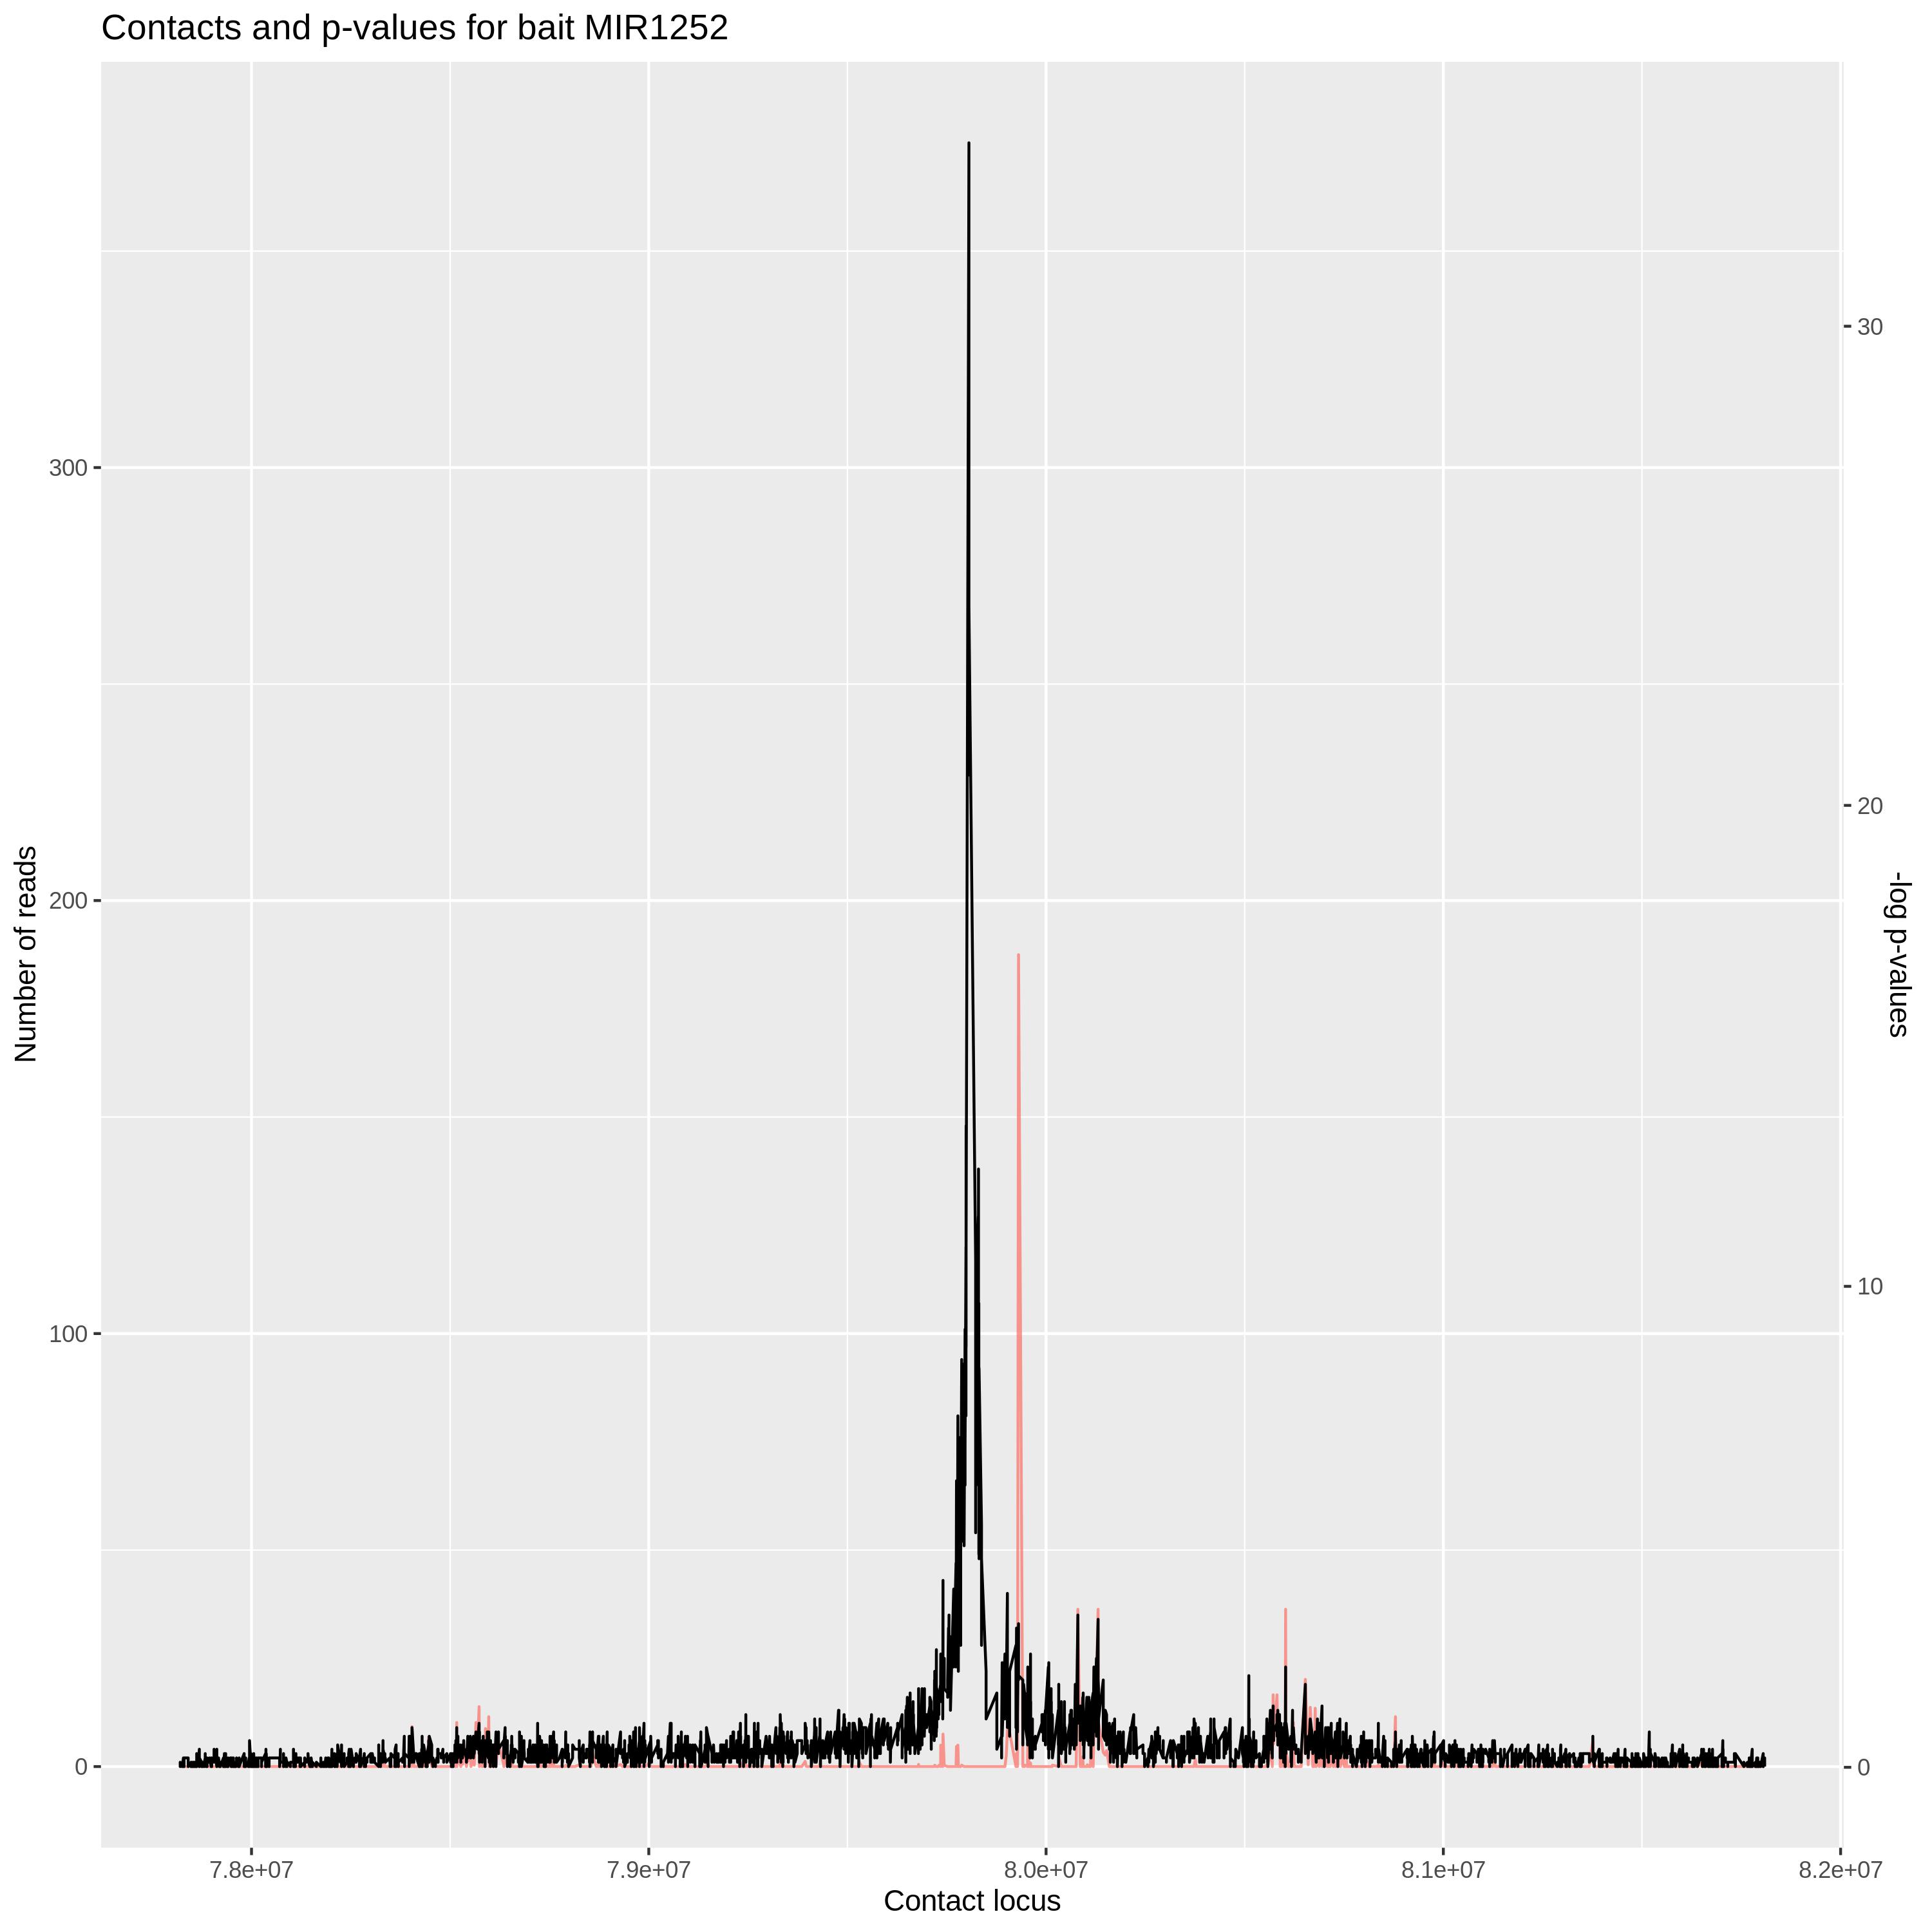 Contacts and p-values for bait MIR1252
Number of reads
300
200
100
0
30
20
10
0
-log p-values
7.8e+07 7.9e+07 8.0e+07 8.1e+07 8.2e+07
Contact locus